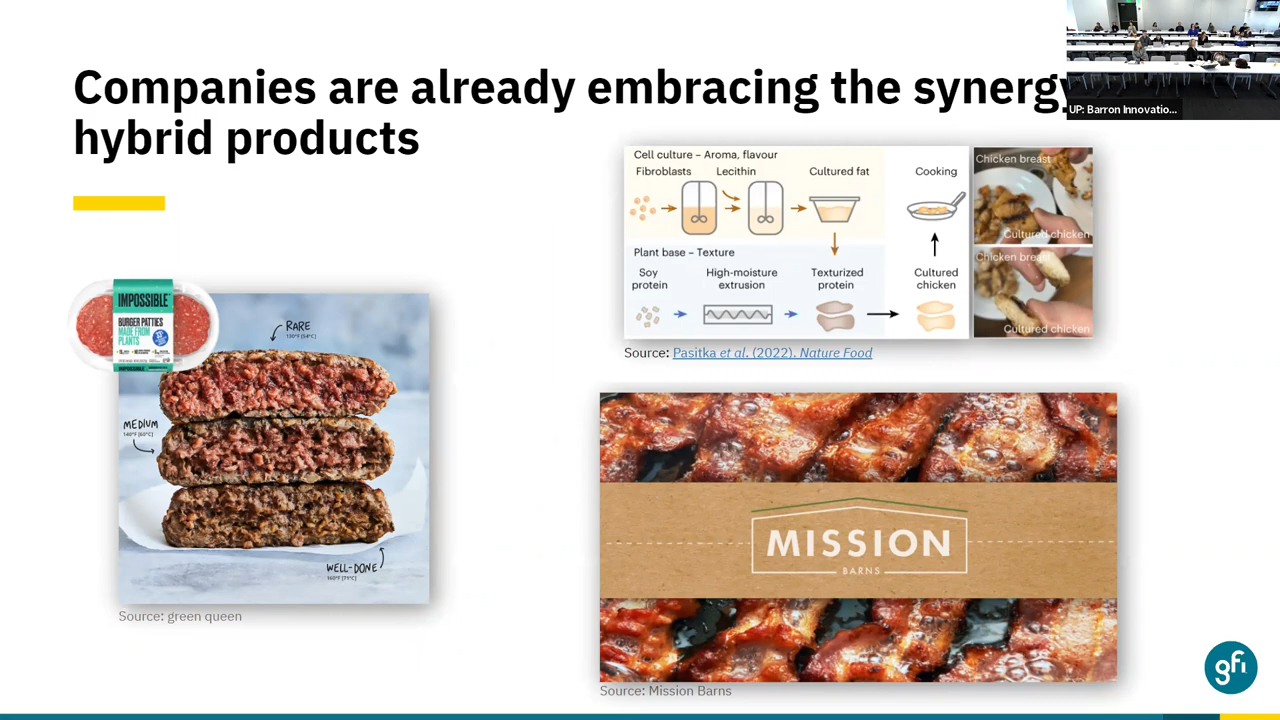 Companies are already embracing the synergy
hybrid products
UP: Barron Innovatio...
Cell culture – Aroma, flavour
Fibroblasts
Lecithin
Cultured fat
Cooking
Plant base – Texture
Soy
protein
High-moisture
extrusion
Texturized
protein
Cultured
chicken
Chicken breast
Cultured chicken
Chicken breast
Cultured chicken
Source: Pasitka et al. (2022). Nature Food
IMPOSSIBLE
BURGER PATTIES
MADE FROM
PLANTS
RARE
MEDIUM
WELL-DONE
Source: green queen
MISSION
BARNS
Source: Mission Barns
gfi